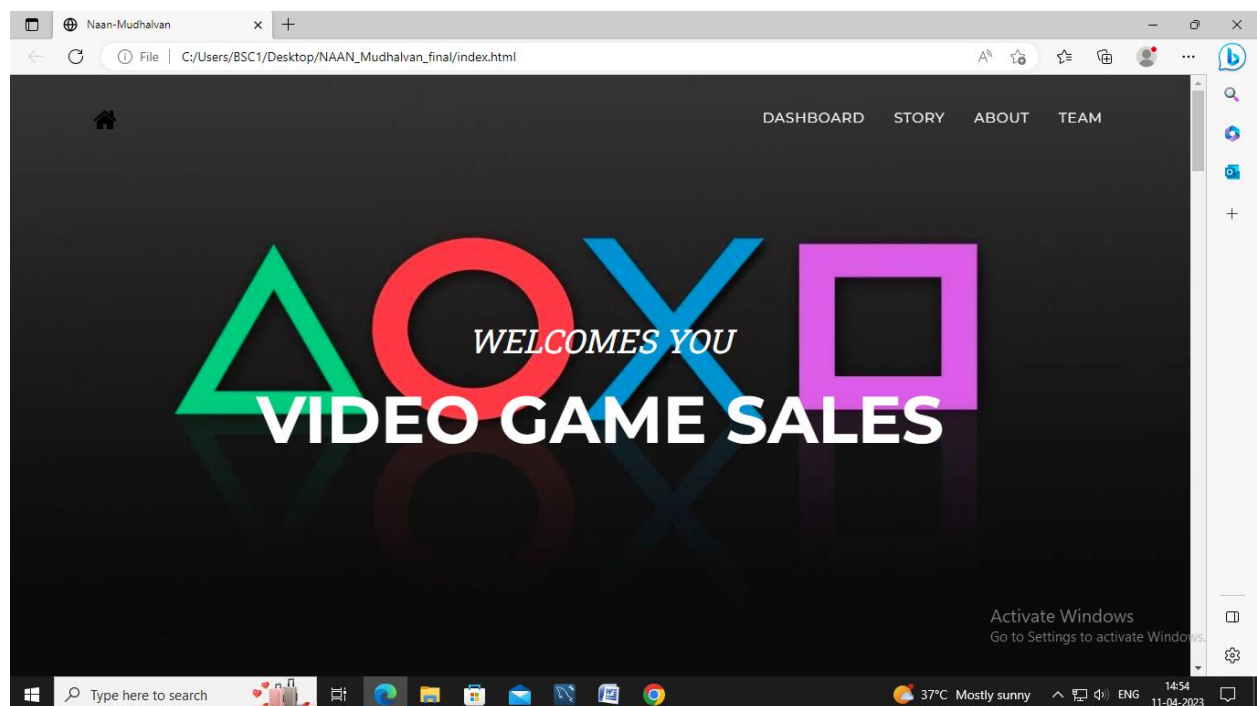 Naan-Mudhalvan
File | C:/Users/BSC1/Desktop/NAAN_Mudhalvan_final/index.html
DASHBOARD STORY ABOUT TEAM
WELCOMES YOU
VIDEO GAME SALES
Activate Windows
Go to Settings to activate Windows.
Type here to search
37°C Mostly sunny
ENG
14:54
11-04-2023